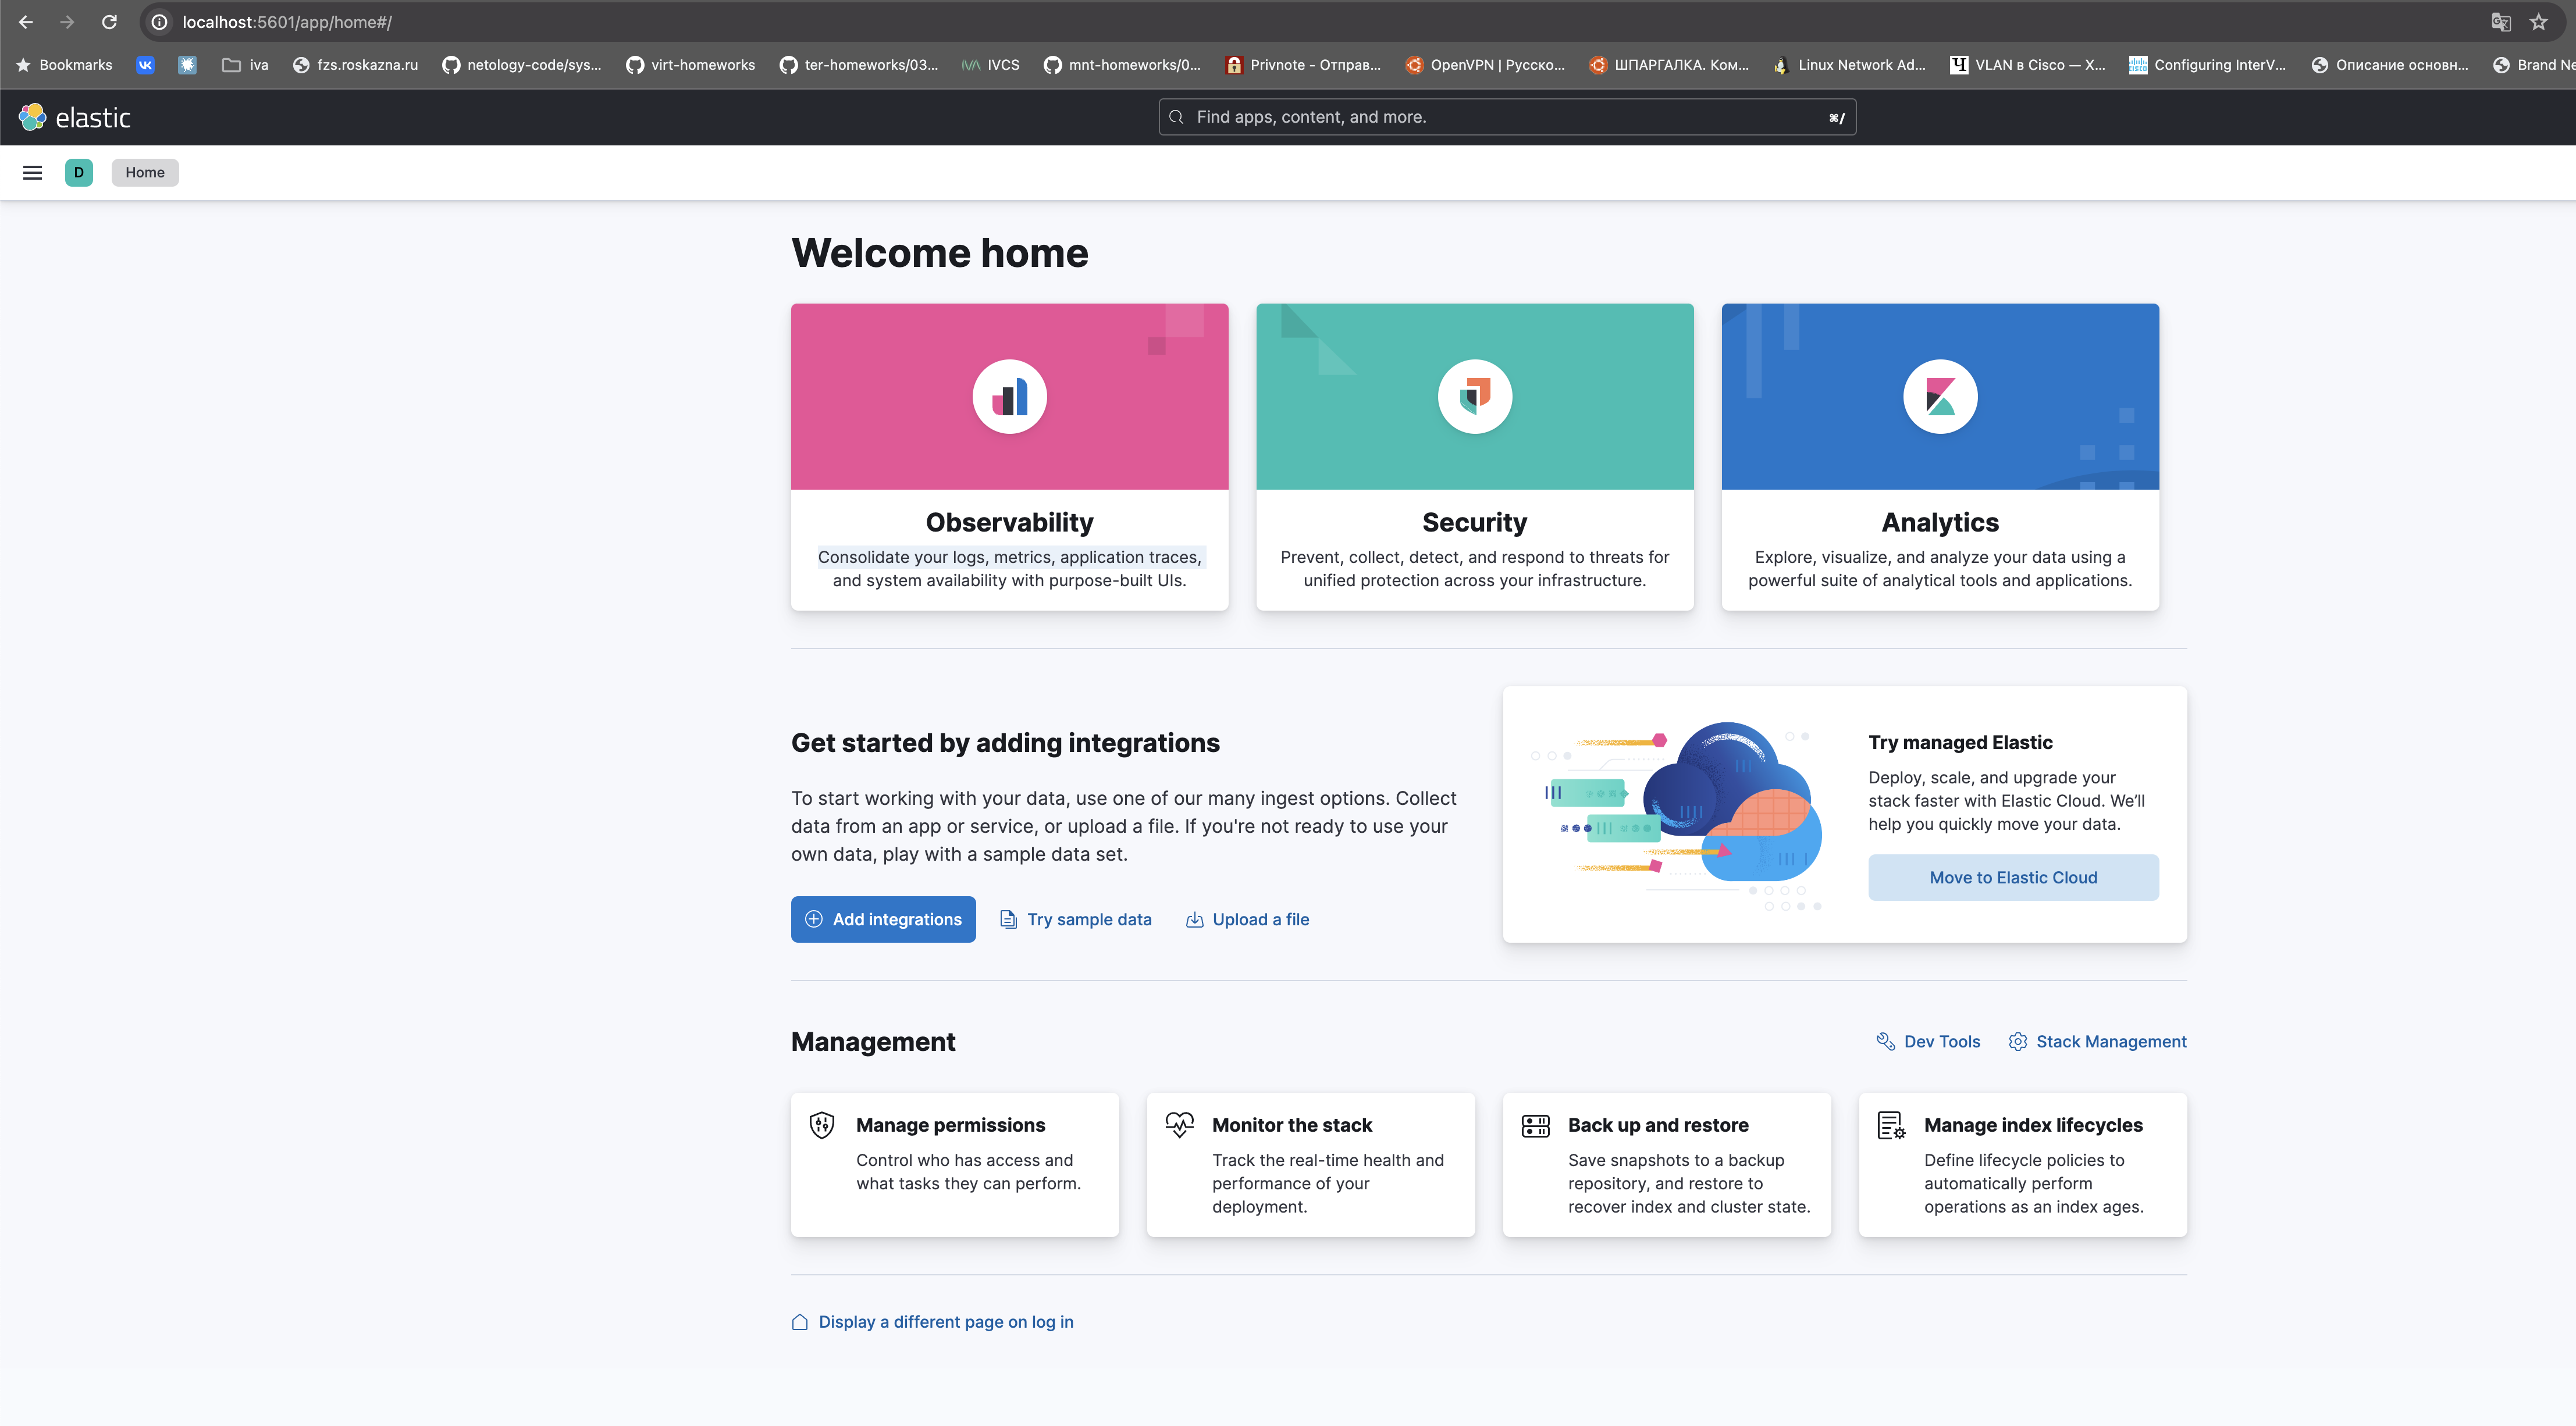 localhost:5601/app/home#/
Bookmarks
iva
fzs.roskazna.ru
netology-code/sys...
virt-homeworks
ter-homeworks/03...
IVCS
mnt-homeworks/0...
Privnote - Отправ...
OpenVPN | Русско...
ШПАРГАЛКА. Ком...
Linux Network Ad...
VLAN в Cisco — Х...
Configuring InterV...
Описание основн...
Brand Ne
elastic
Find apps, content, and more.
⌘/
D
Home
Welcome home
Observability
Consolidate your logs, metrics, application traces,
and system availability with purpose-built UIs.
Security
Prevent, collect, detect, and respond to threats for
unified protection across your infrastructure.
Analytics
Explore, visualize, and analyze your data using a
powerful suite of analytical tools and applications.
Get started by adding integrations
To start working with your data, use one of our many ingest options. Collect
data from an app or service, or upload a file. If you're not ready to use your
own data, play with a sample data set.
Add integrations
Try sample data
Upload a file
Try managed Elastic
Deploy, scale, and upgrade your
stack faster with Elastic Cloud. We’ll
help you quickly move your data.
Move to Elastic Cloud
Management
Dev Tools
Stack Management
Manage permissions
Control who has access and
what tasks they can perform.
Monitor the stack
Track the real-time health and
performance of your
deployment.
Back up and restore
Save snapshots to a backup
repository, and restore to
recover index and cluster state.
Manage index lifecycles
Define lifecycle policies to
automatically perform
operations as an index ages.
Display a different page on log in